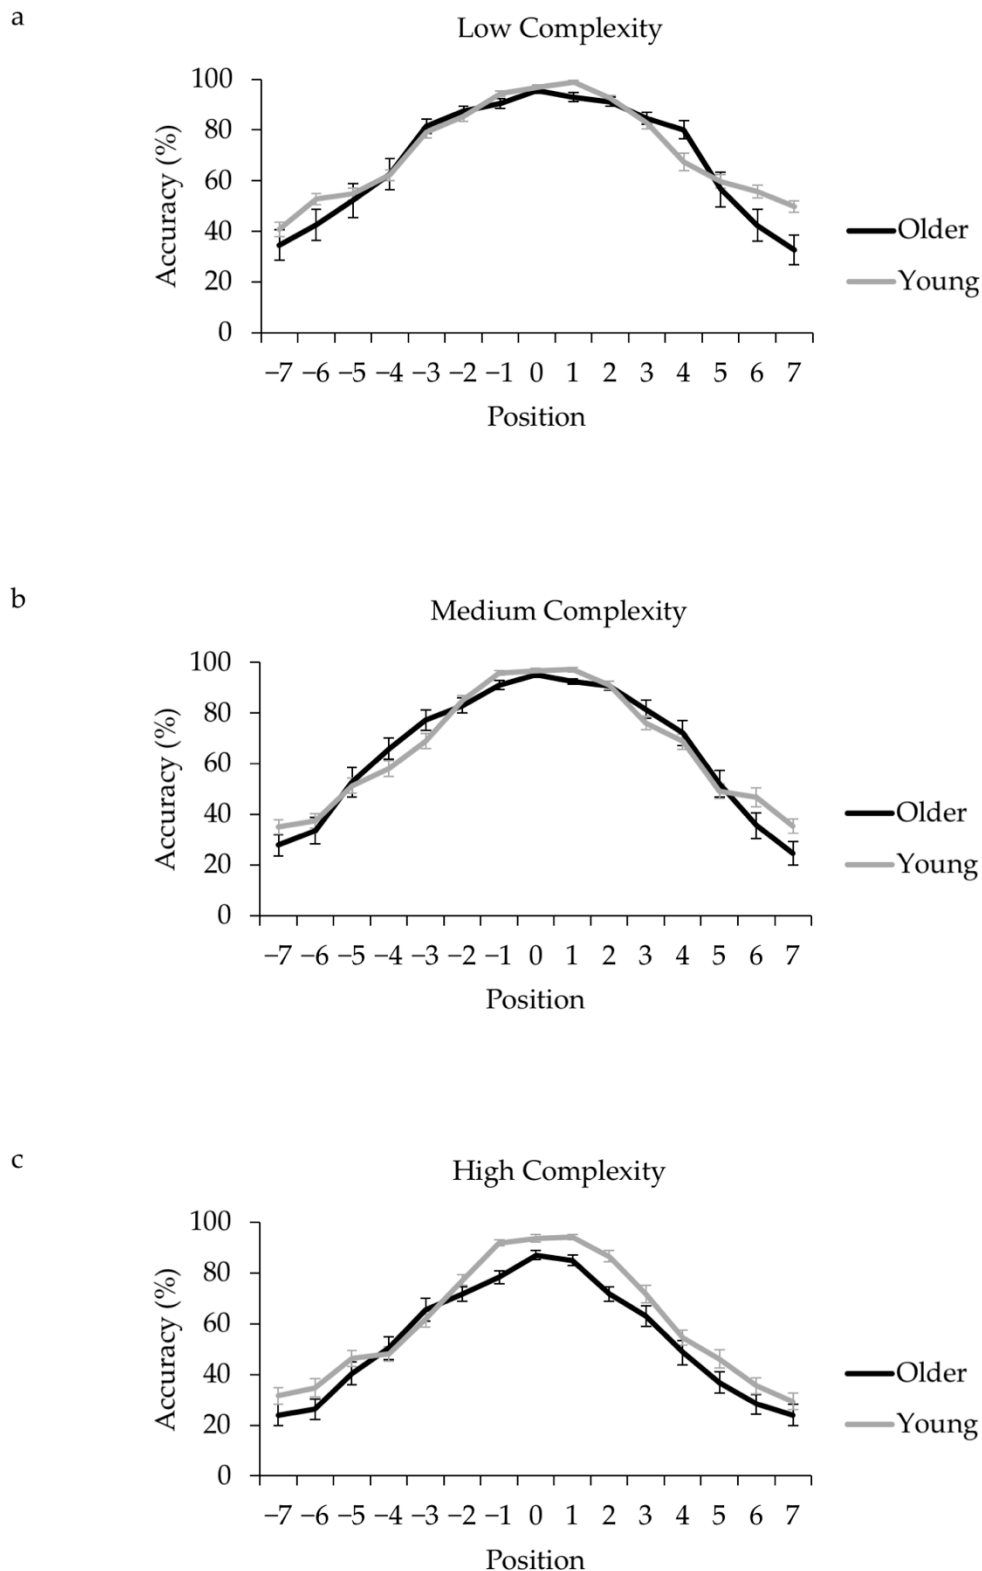 a
Low Complexity
100
80
60
40
20
0
Accuracy (%)
−7 −6 −5 −4 −3 −2 −1 0 1 2 3 4 5 6 7
Position
Older
Young
b
Medium Complexity
100
80
60
40
20
0
Accuracy (%)
−7 −6 −5 −4 −3 −2 −1 0 1 2 3 4 5 6 7
Position
Older
Young
c
High Complexity
100
80
60
40
20
0
Accuracy (%)
−7 −6 −5 −4 −3 −2 −1 0 1 2 3 4 5 6 7
Position
Older
Young